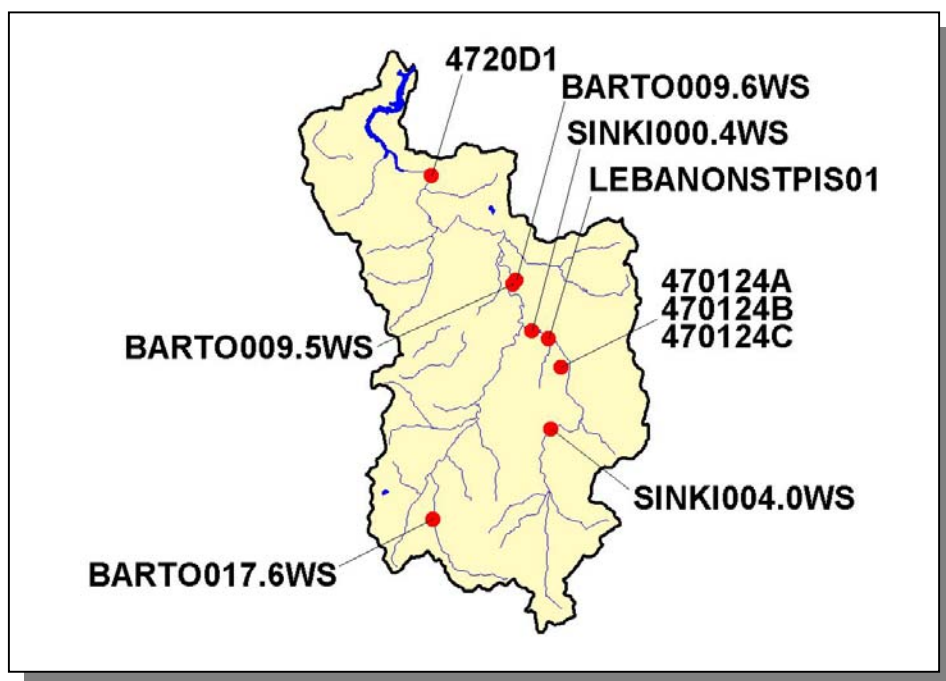 4720D1
BARTO009.6WS
SINKI000.4WS
LEBANONSTPIS01
470124A
470124B
470124C
BARTO009.5WS
SINKI004.0WS
BARTO017.6WS